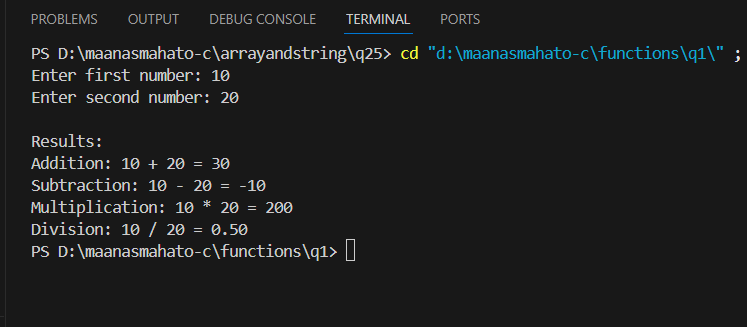 PROBLEMS OUTPUT DEBUG CONSOLE TERMINAL PORTS
PS D:\maanasmahato-c\arrayandstring\q25> cd "d:\maanasmahato-c\functions\q1\" ;
Enter first number: 10
Enter second number: 20
Results:
Addition: 10 + 20 = 30
Subtraction: 10 - 20 = -10
Multiplication: 10 * 20 = 200
Division: 10 / 20 = 0.50
PS D:\maanasmahato-c\functions\q1>